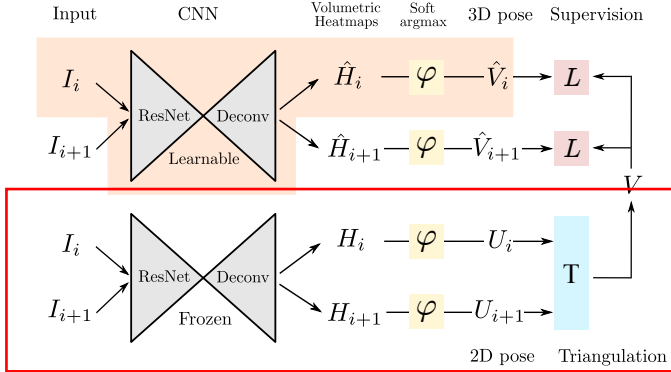 Input CNN Volumetric Heatmaps Soft argmax 3D pose Supervision
I_i ResNet Deconv Ĥ_i φ V̂_i L
I_{i+1} Learnable Ĥ_{i+1} φ V̂_{i+1} L
V
I_i ResNet Deconv H_i φ U_i T
I_{i+1} Frozen H_{i+1} φ U_{i+1}
2D pose Triangulation